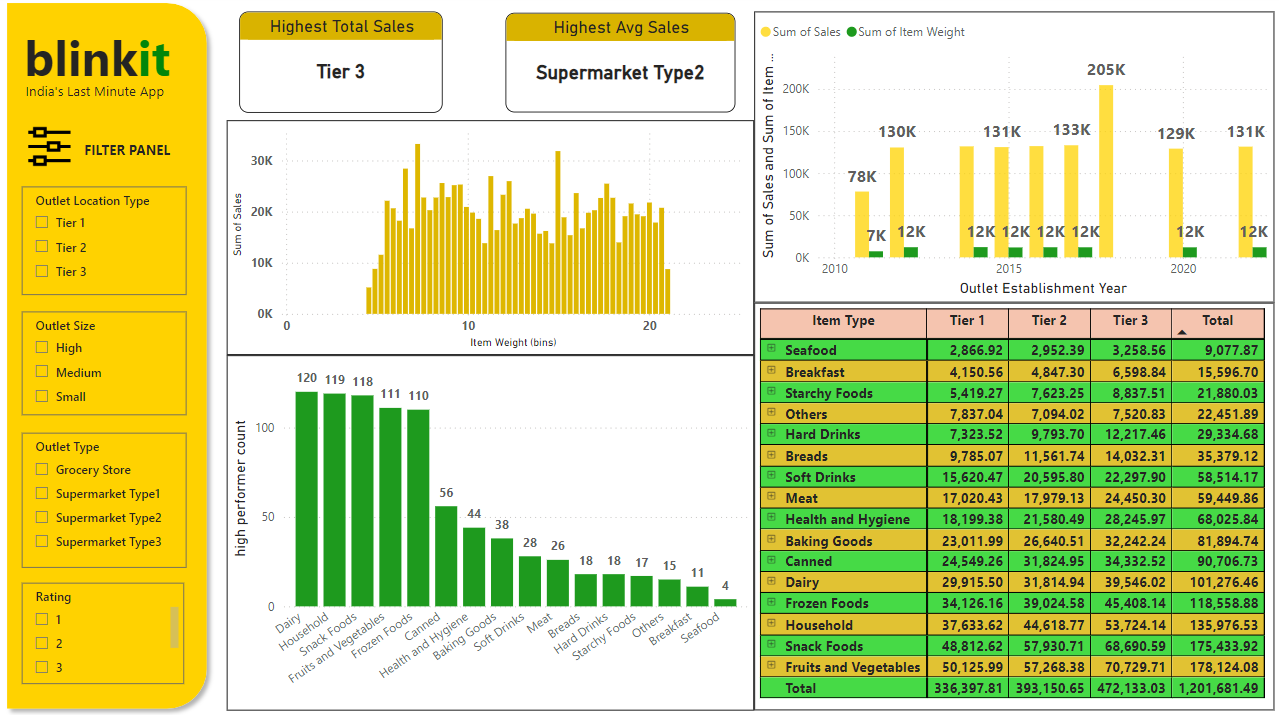 blinkit
India's Last Minute App
FILTER PANEL
Outlet Location Type
Tier 1
Tier 2
Tier 3
Outlet Size
High
Medium
Small
Outlet Type
Grocery Store
Supermarket Type1
Supermarket Type2
Supermarket Type3
Rating
1
2
3
Highest Total Sales
Tier 3
Highest Avg Sales
Supermarket Type2
30K
20K
10K
0K
0 10 20
Sum of Sales
Item Weight (bins)
high performer count
100
50
0
120 119 118 111 110 56 44 38 28 26 18 18 17 15 11 4
Dairy
Household
Snack Foods
Fruits and Vegetables
Frozen Foods
Canned
Health and Hygiene
Baking Goods
Soft Drinks
Meat
Breads
Hard Drinks
Starchy Foods
Others
Breakfast
Seafood
Sum of Sales Sum of Item Weight
Sum of Sales and Sum of Item ...
200K
150K
100K
50K
0K
78K 130K 131K 133K 205K 129K 131K
7K 12K 12K 12K 12K 12K 12K 12K
2010 2015 2020
Outlet Establishment Year
Item Type Tier 1 Tier 2 Tier 3 Total
Seafood 2,866.92 2,952.39 3,258.56 9,077.87
Breakfast 4,150.56 4,847.30 6,598.84 15,596.70
Starchy Foods 5,419.27 7,623.25 8,837.51 21,880.03
Others 7,837.04 7,094.02 7,520.83 22,451.89
Hard Drinks 7,323.52 9,793.70 12,217.46 29,334.68
Breads 9,785.07 11,561.74 14,032.31 35,379.12
Soft Drinks 15,620.47 20,595.80 22,297.90 58,514.17
Meat 17,020.43 17,979.13 24,450.30 59,449.86
Health and Hygiene 18,199.38 21,580.49 28,245.97 68,025.84
Baking Goods 23,011.99 26,640.51 32,242.24 81,894.74
Canned 24,549.26 31,824.95 34,332.52 90,706.73
Dairy 29,915.50 31,814.94 39,546.02 101,276.46
Frozen Foods 34,126.16 39,024.58 45,408.14 118,558.88
Household 37,633.62 44,618.77 53,724.14 135,976.53
Snack Foods 48,812.62 57,930.71 68,690.59 175,433.92
Fruits and Vegetables 50,125.99 57,268.38 70,729.71 178,124.08
Total 336,397.81 393,150.65 472,133.03 1,201,681.49